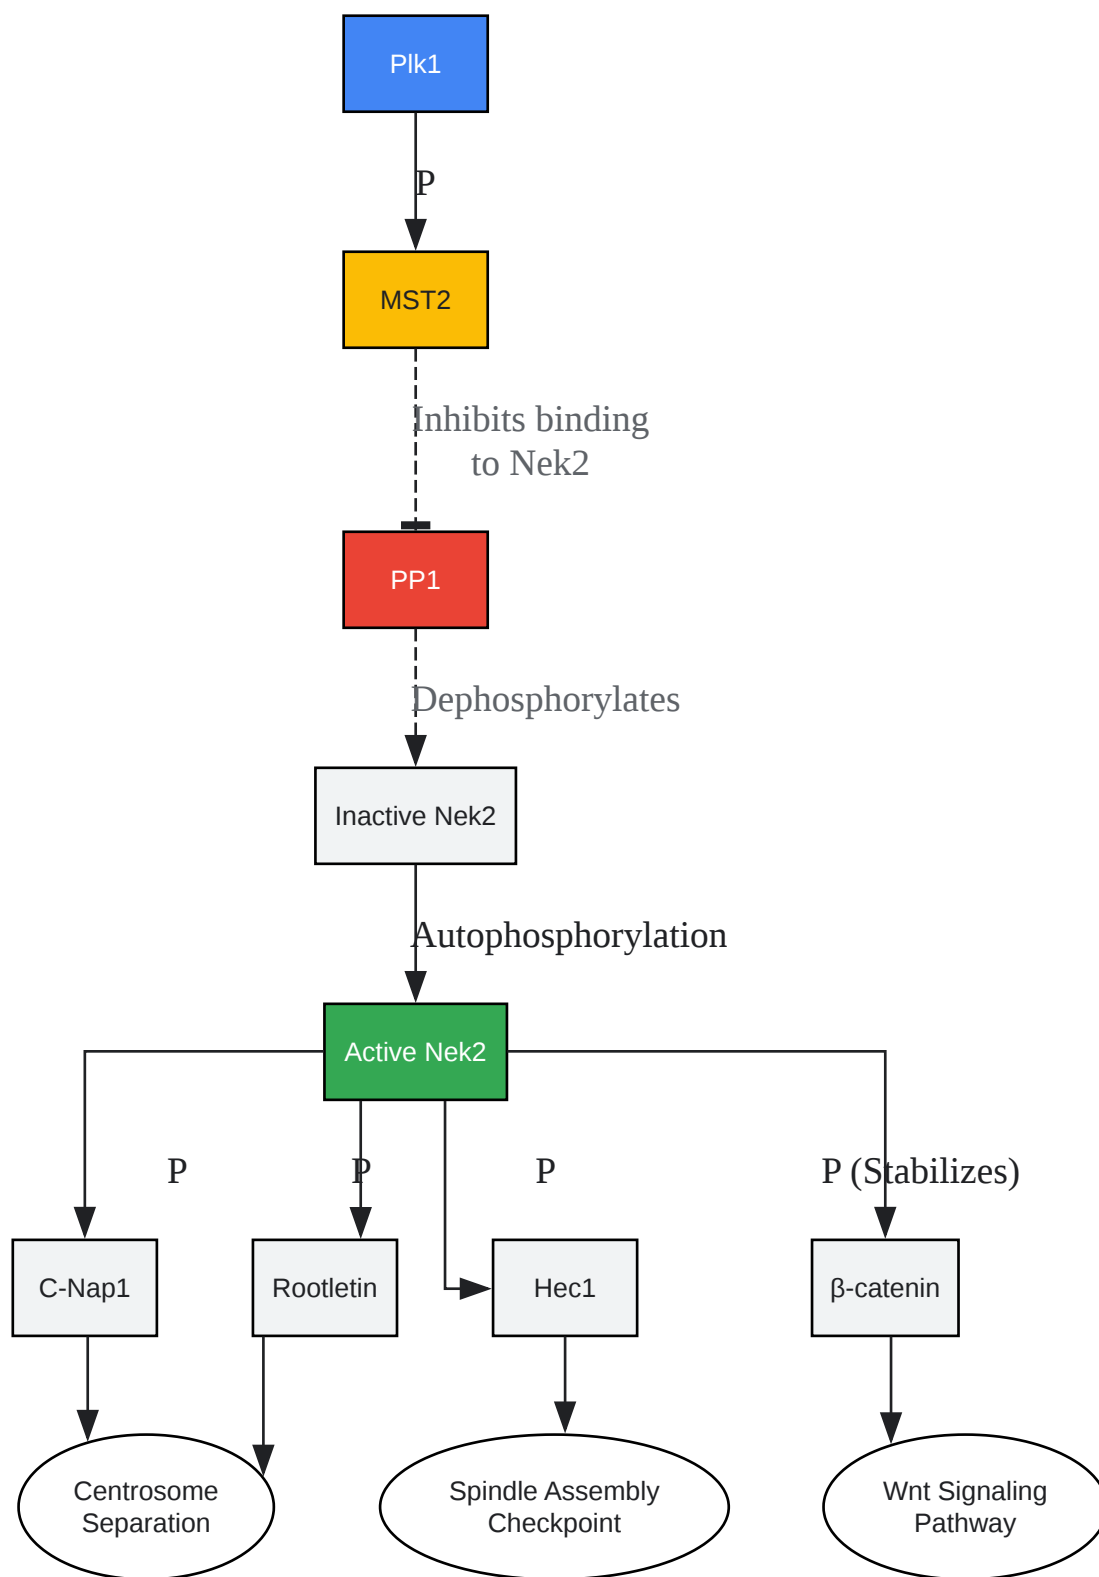 Plk1
P
MST2
Inhibits binding
to Nek2
PP1
Dephosphorylates
Inactive Nek2
Autophosphorylation
Active Nek2
P
P
P
P (Stabilizes)
C-Nap1
Rootletin
Hec1
β-catenin
Centrosome
Separation
Spindle Assembly
Checkpoint
Wnt Signaling
Pathway